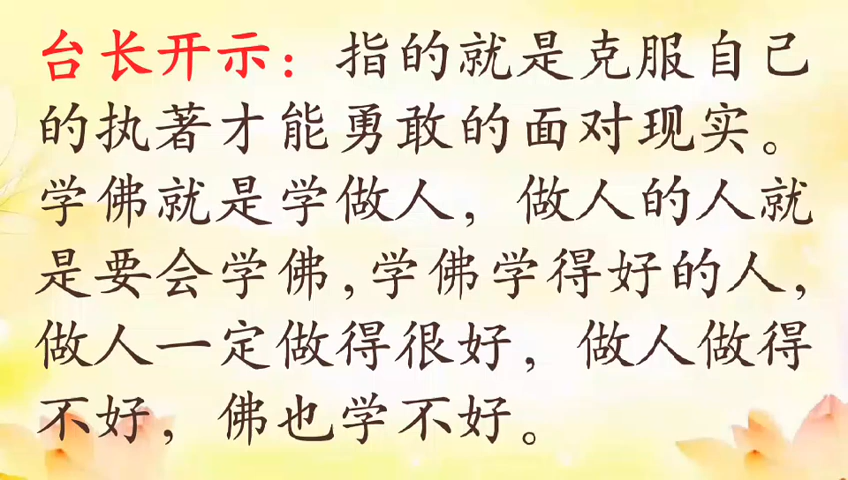 台长开示：指的就是克服自己
的执著才能勇敢的面对现实。
学佛就是学做人，做人的人就
是要会学佛,学佛学得好的人,
做人一定做得很好，做人做得
不好，佛也学不好。